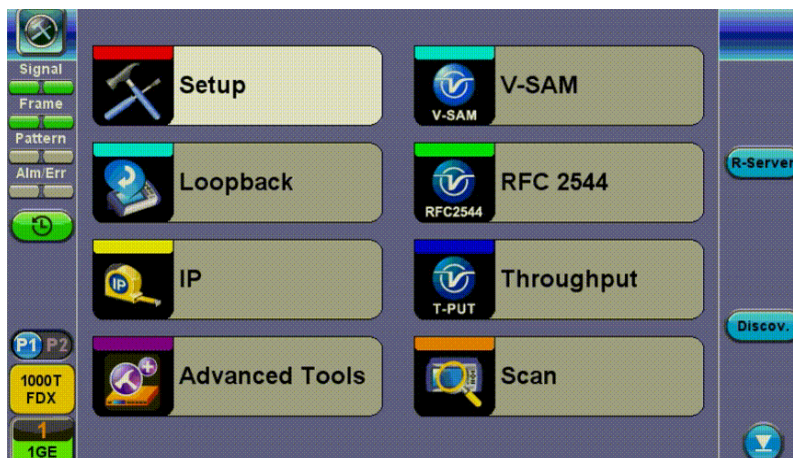 Signal
Frame
Pattern
Alm/Err
P1 P2
1000T
FDX
1
1GE
Setup
V-SAM
V-SAM
Loopback
RFC2544
RFC 2544
IP
IP
T-PUT
Throughput
Advanced Tools
Scan
R-Server
Discov.